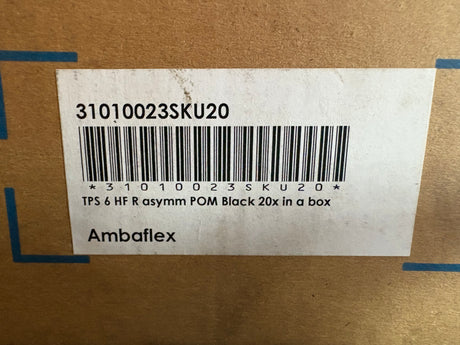 31010023SKU20
*31010023SKU20*
TPS 6 HF R asymm POM Black 20x in a box
Ambaflex